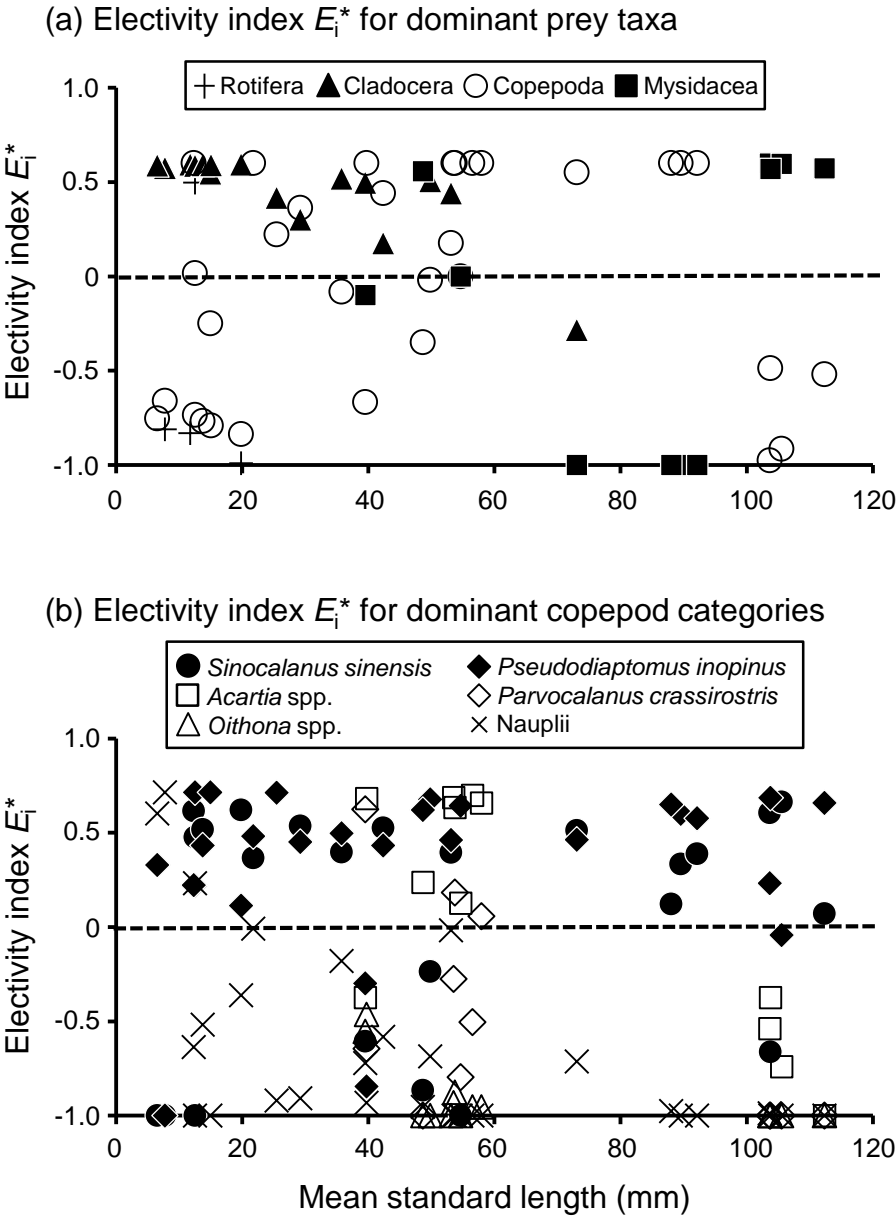 (a) Electivity index Ei* for dominant prey taxa
Rotifera Cladocera Copepoda Mysidacea
1.0
0.5
0
-0.5
-1.0
Electivity index Ei*
0 20 40 60 80 100 120
(b) Electivity index Ei* for dominant copepod categories
Sinocalanus sinensis Pseudodiaptomus inopinus
Acartia spp. Parvocalanus crassirostris
Oithona spp. Nauplii
1.0
0.5
0
-0.5
-1.0
Electivity index Ei*
0 20 40 60 80 100 120
Mean standard length (mm)